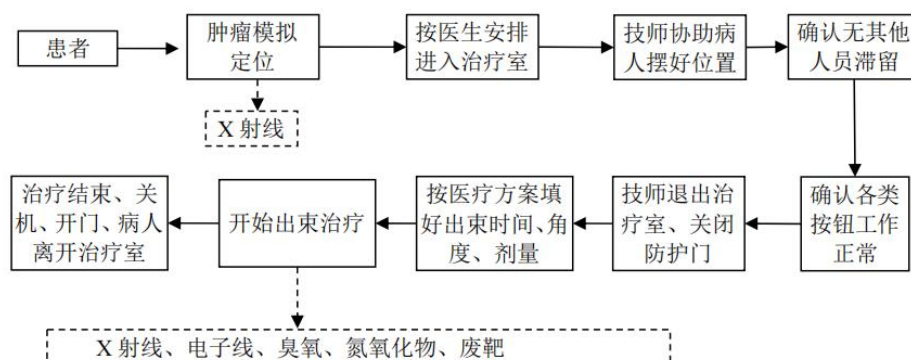 患者
肿瘤模拟
定位
按医生安排
进入治疗室
技师协助病
人摆好位置
确认无其他
人员滞留
X 射线
确认各类
按钮工作
正常
技师退出治
疗室、关闭
防护门
按医疗方案填
好出束时间、角
度、剂量
开始出束治疗
治疗结束、关
机、开门、病人
离开治疗室
X 射线、电子线、臭氧、氮氧化物、废靶